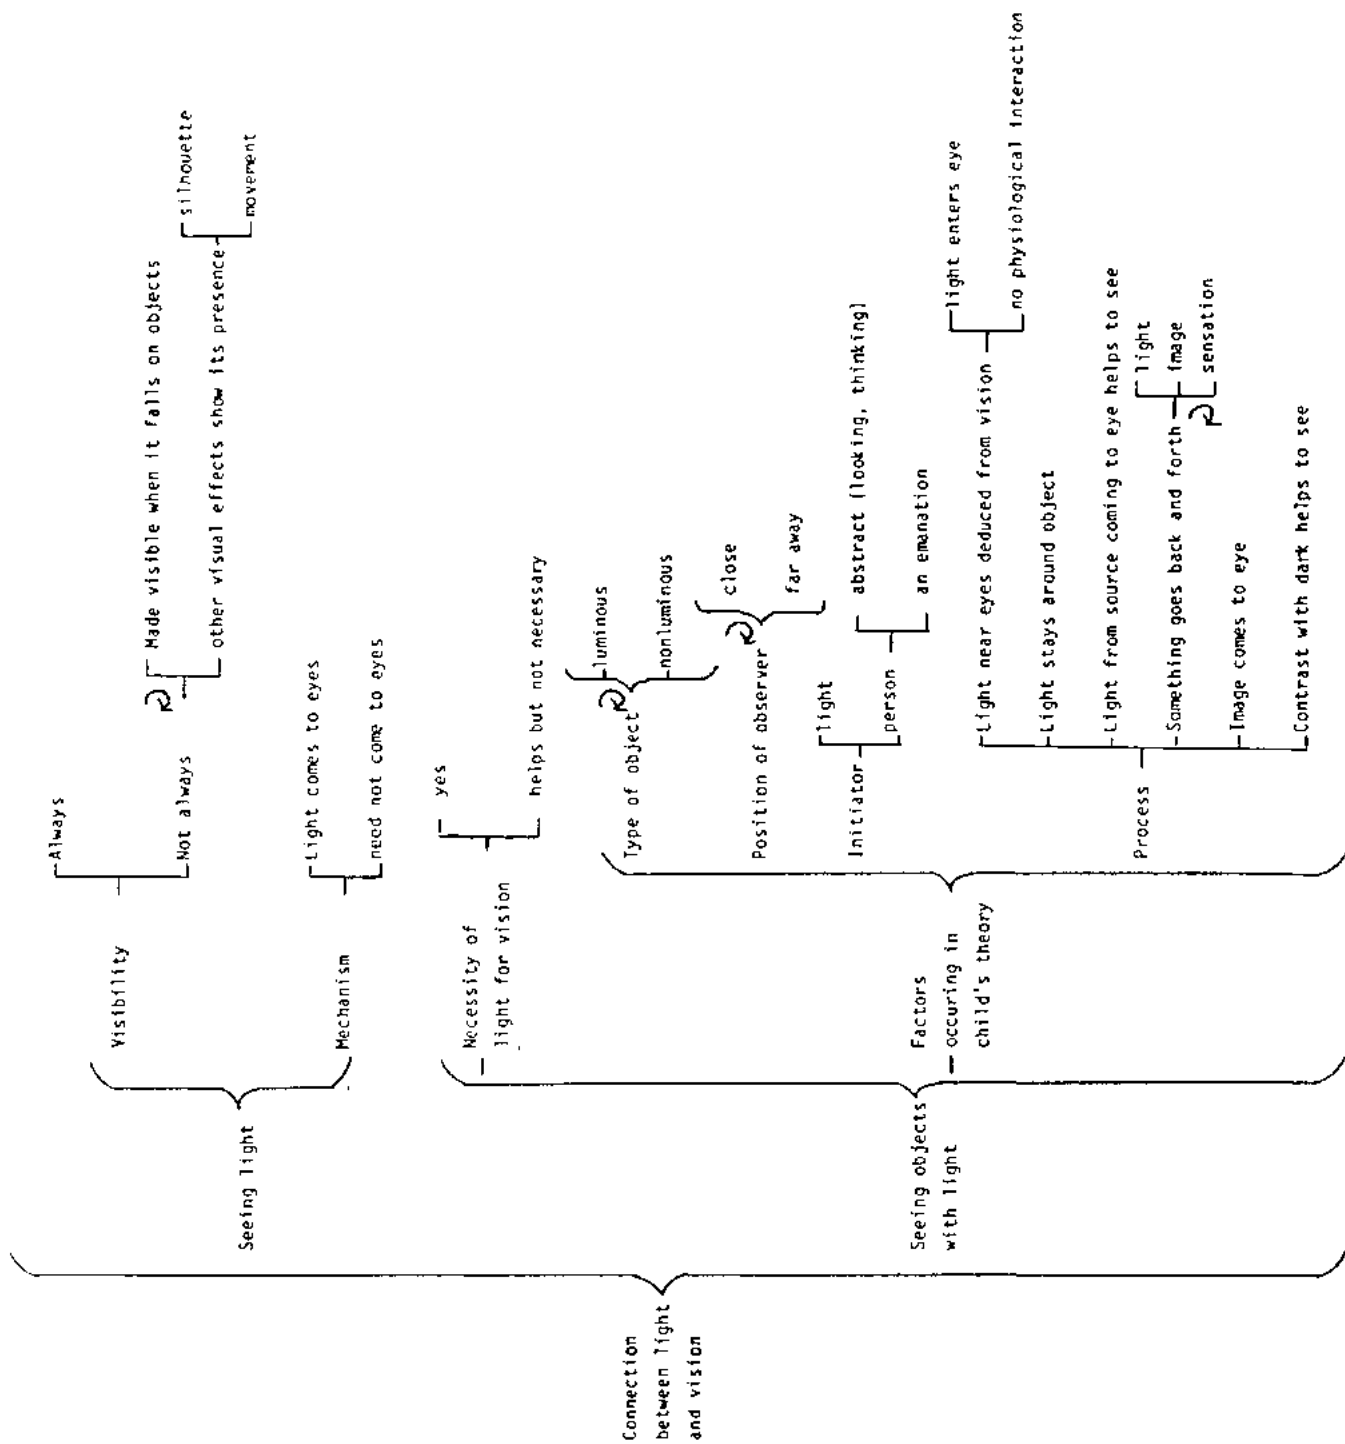 Connection
between light
and vision
Seeing light
Visibility
Always
Not always
Made visible when it falls on objects
other visual effects show its presence
silhouette
movement
Mechanism
Light comes to eyes
need not come to eyes
Seeing objects
with light
Necessity of
light for vision
yes
helps but not necessary
Factors
occuring in
child's theory
Type of object
luminous
nonluminous
Position of observer
close
far away
Initiator
light
person
abstract (looking, thinking)
an emanation
Process
Light near eyes deduced from vision
light enters eye
no physiological interaction
Light stays around object
Light from source coming to eye helps to see
Something goes back and forth
light
image
sensation
Image comes to eye
Contrast with dark helps to see